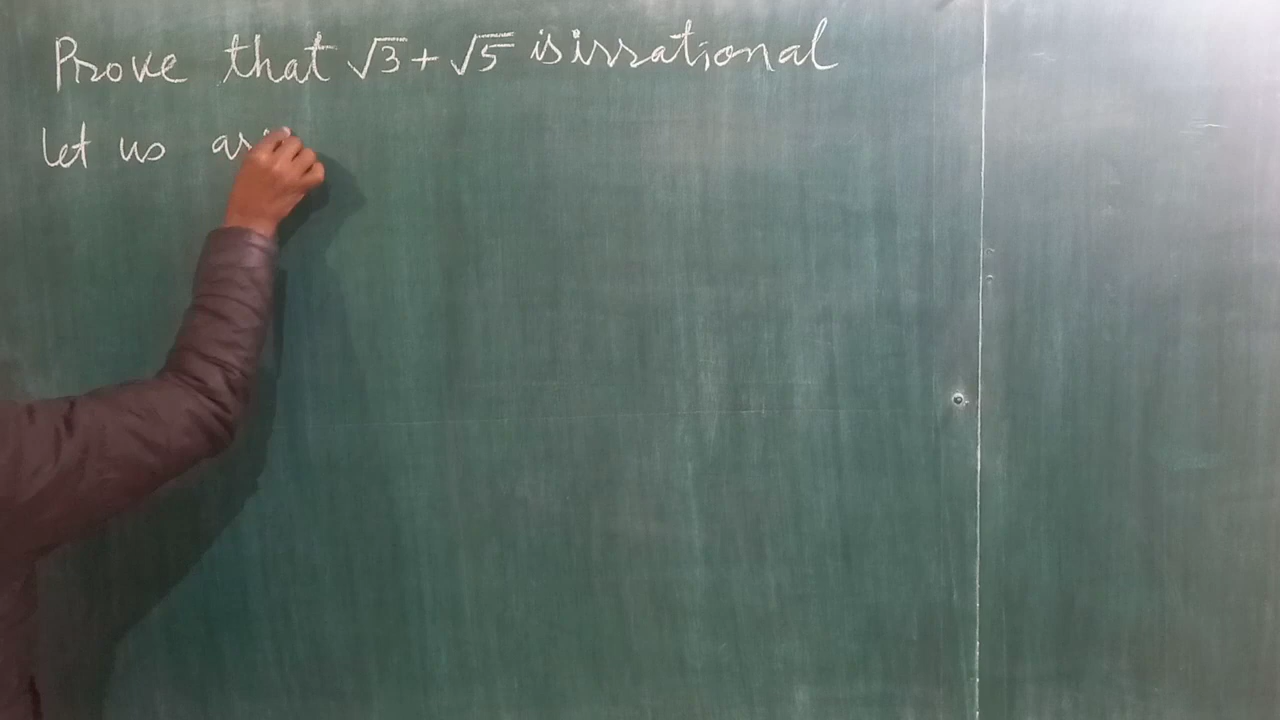 Prove that √3 + √5 is irrational
Let us